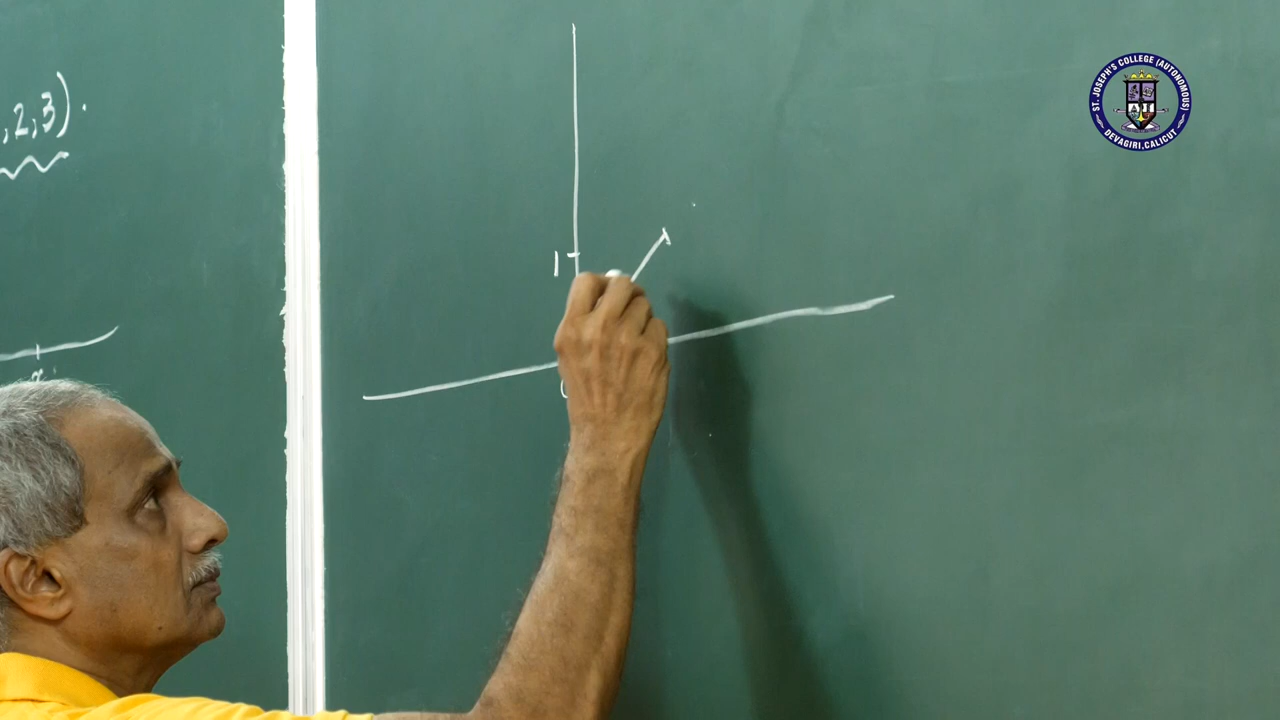 ,2,3).
x
1
ST. JOSEPH'S COLLEGE (AUTONOMOUS)
DEVAGIRI, CALICUT